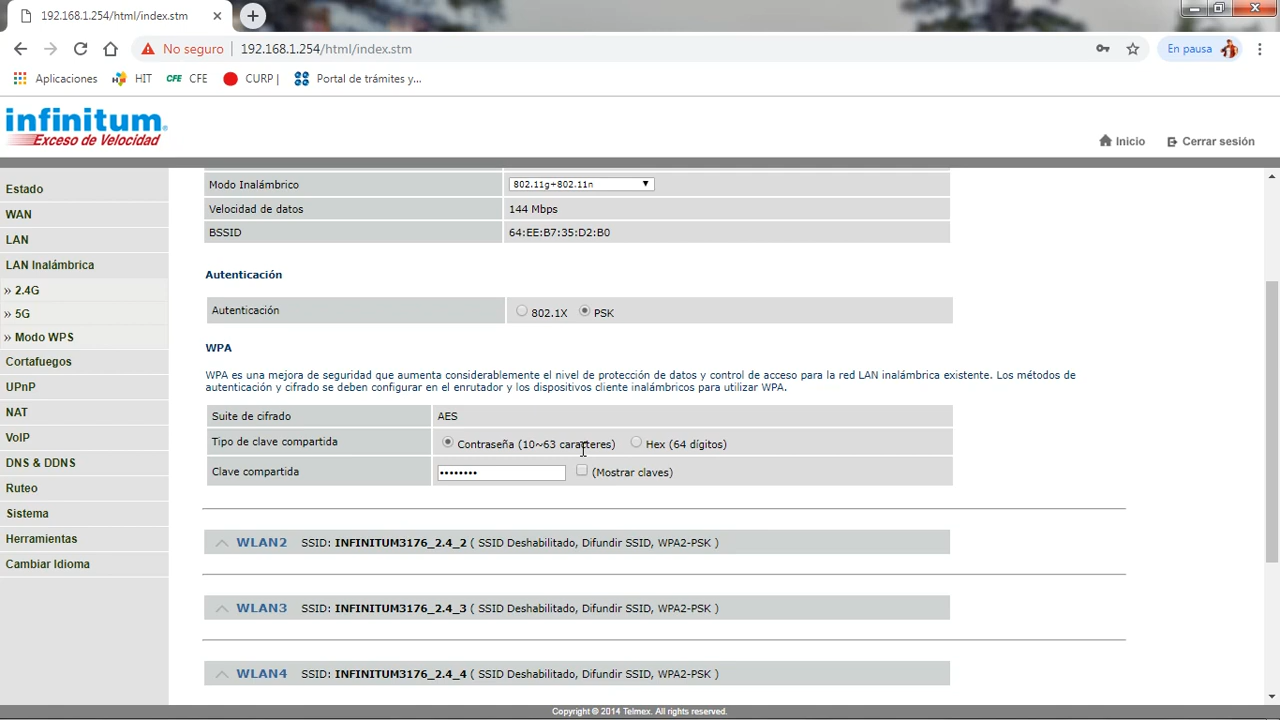 192.168.1.254/html/index.stm
No seguro
192.168.1.254/html/index.stm
En pausa
Aplicaciones
HIT
CFE CFE
CURP |
Portal de trámites y...
infinitum
Exceso de Velocidad
Inicio
Cerrar sesión
Estado
WAN
LAN
LAN Inalámbrica
» 2.4G
» 5G
» Modo WPS
Cortafuegos
UPnP
NAT
VoIP
DNS & DDNS
Ruteo
Sistema
Herramientas
Cambiar Idioma
Modo Inalámbrico 802.11g+802.11n
Velocidad de datos 144 Mbps
BSSID 64:EE:B7:35:D2:B0
Autenticación
Autenticación 802.1X PSK
WPA
WPA es una mejora de seguridad que aumenta considerablemente el nivel de protección de datos y control de acceso para la red LAN inalámbrica existente. Los métodos de
autenticación y cifrado se deben configurar en el enrutador y los dispositivos cliente inalámbricos para utilizar WPA.
Suite de cifrado AES
Tipo de clave compartida Contraseña (10~63 caracteres) Hex (64 dígitos)
Clave compartida •••••••• (Mostrar claves)
WLAN2 SSID: INFINITUM3176_2.4_2 ( SSID Deshabilitado, Difundir SSID, WPA2-PSK )
WLAN3 SSID: INFINITUM3176_2.4_3 ( SSID Deshabilitado, Difundir SSID, WPA2-PSK )
WLAN4 SSID: INFINITUM3176_2.4_4 ( SSID Deshabilitado, Difundir SSID, WPA2-PSK )
Copyright © 2014 Telmex. All rights reserved.